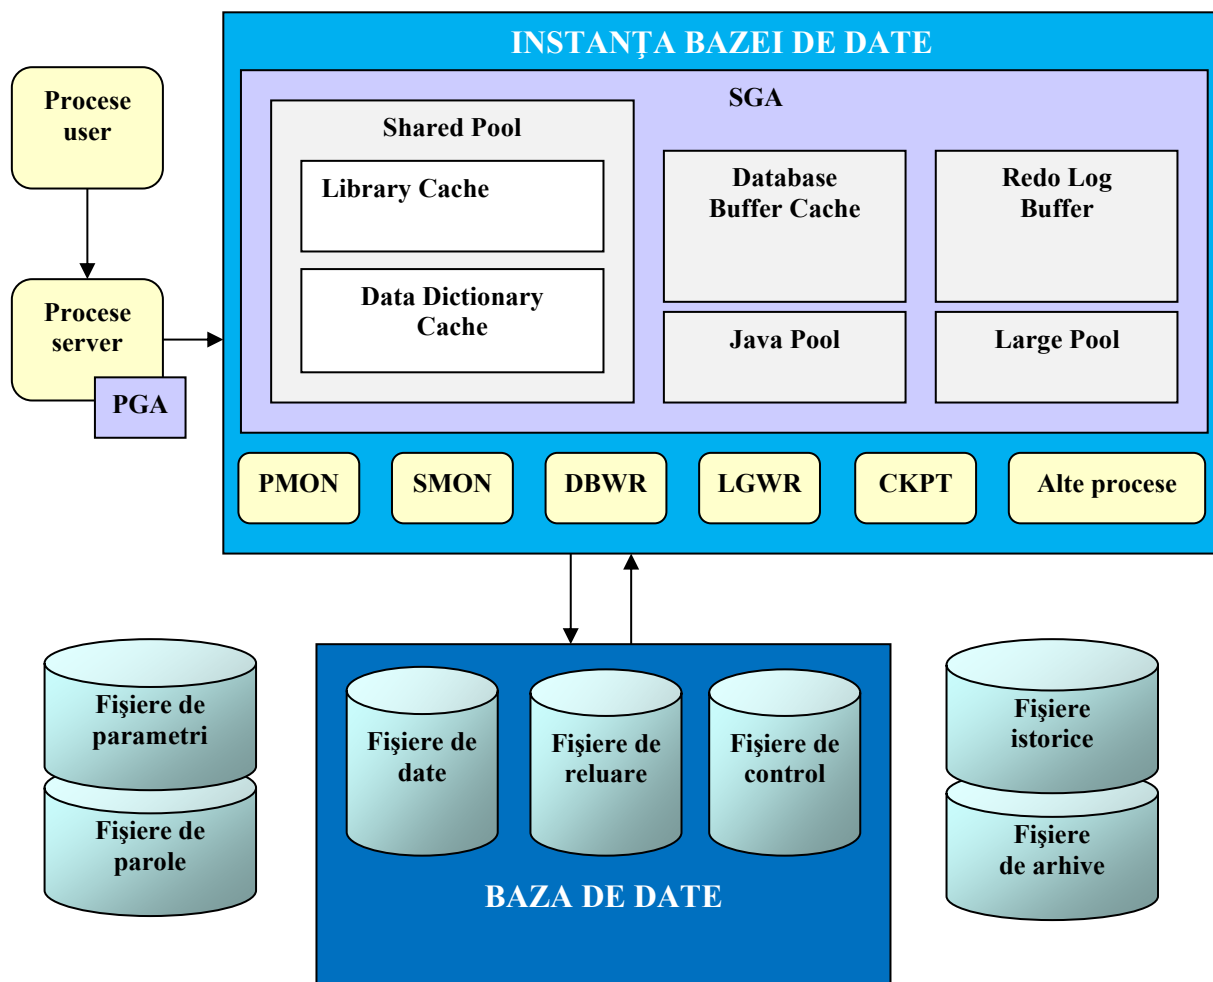 INSTANŢA BAZEI DE DATE
SGA
Procese
user
Shared Pool
Library Cache
Data Dictionary
Cache
Database
Buffer Cache
Redo Log
Buffer
Java Pool
Large Pool
Procese
server
PGA
PMON
SMON
DBWR
LGWR
CKPT
Alte procese
Fişiere de
parametri
Fişiere de
parole
Fişiere de
date
Fişiere de
reluare
Fişiere de
control
BAZA DE DATE
Fişiere
istorice
Fişiere
de arhive